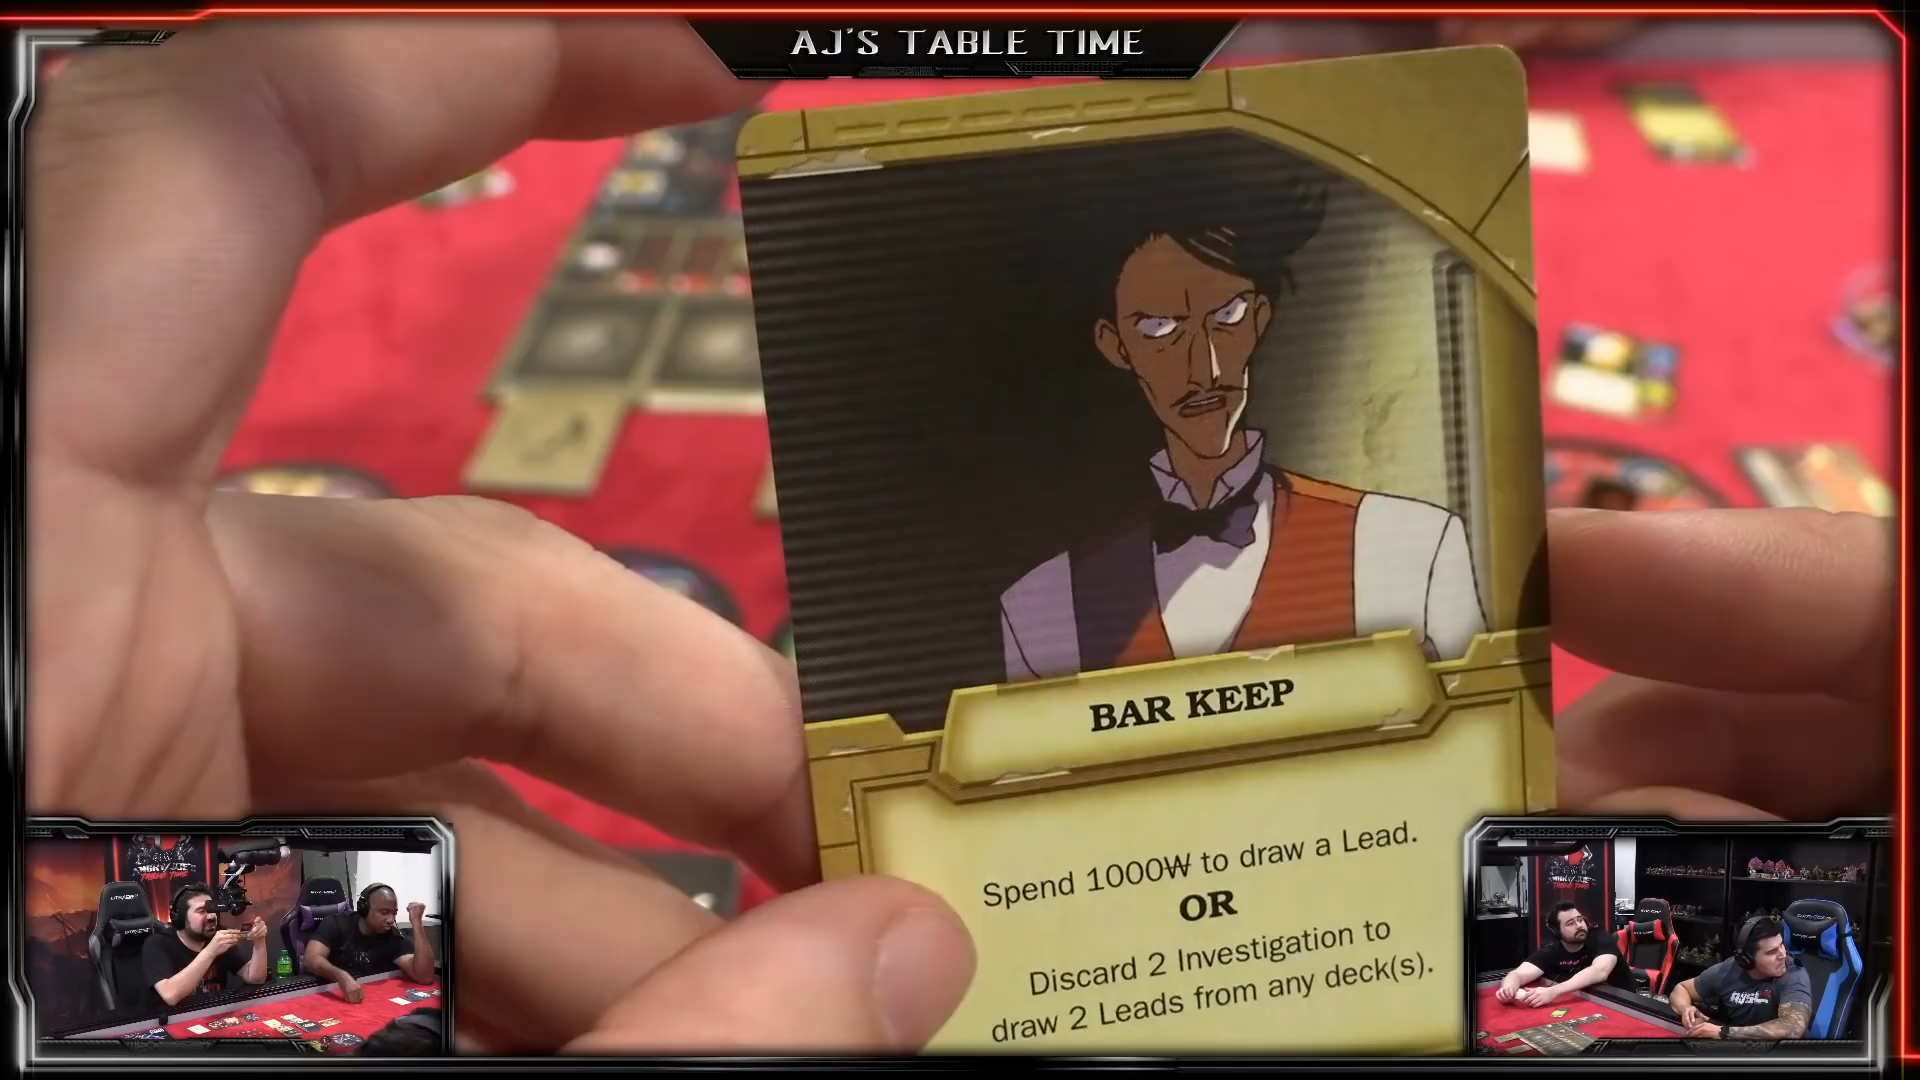 AJ'S TABLE TIME
BAR KEEP
Spend 1000₩ to draw a Lead.
OR
Discard 2 Investigation to
draw 2 Leads from any deck(s).